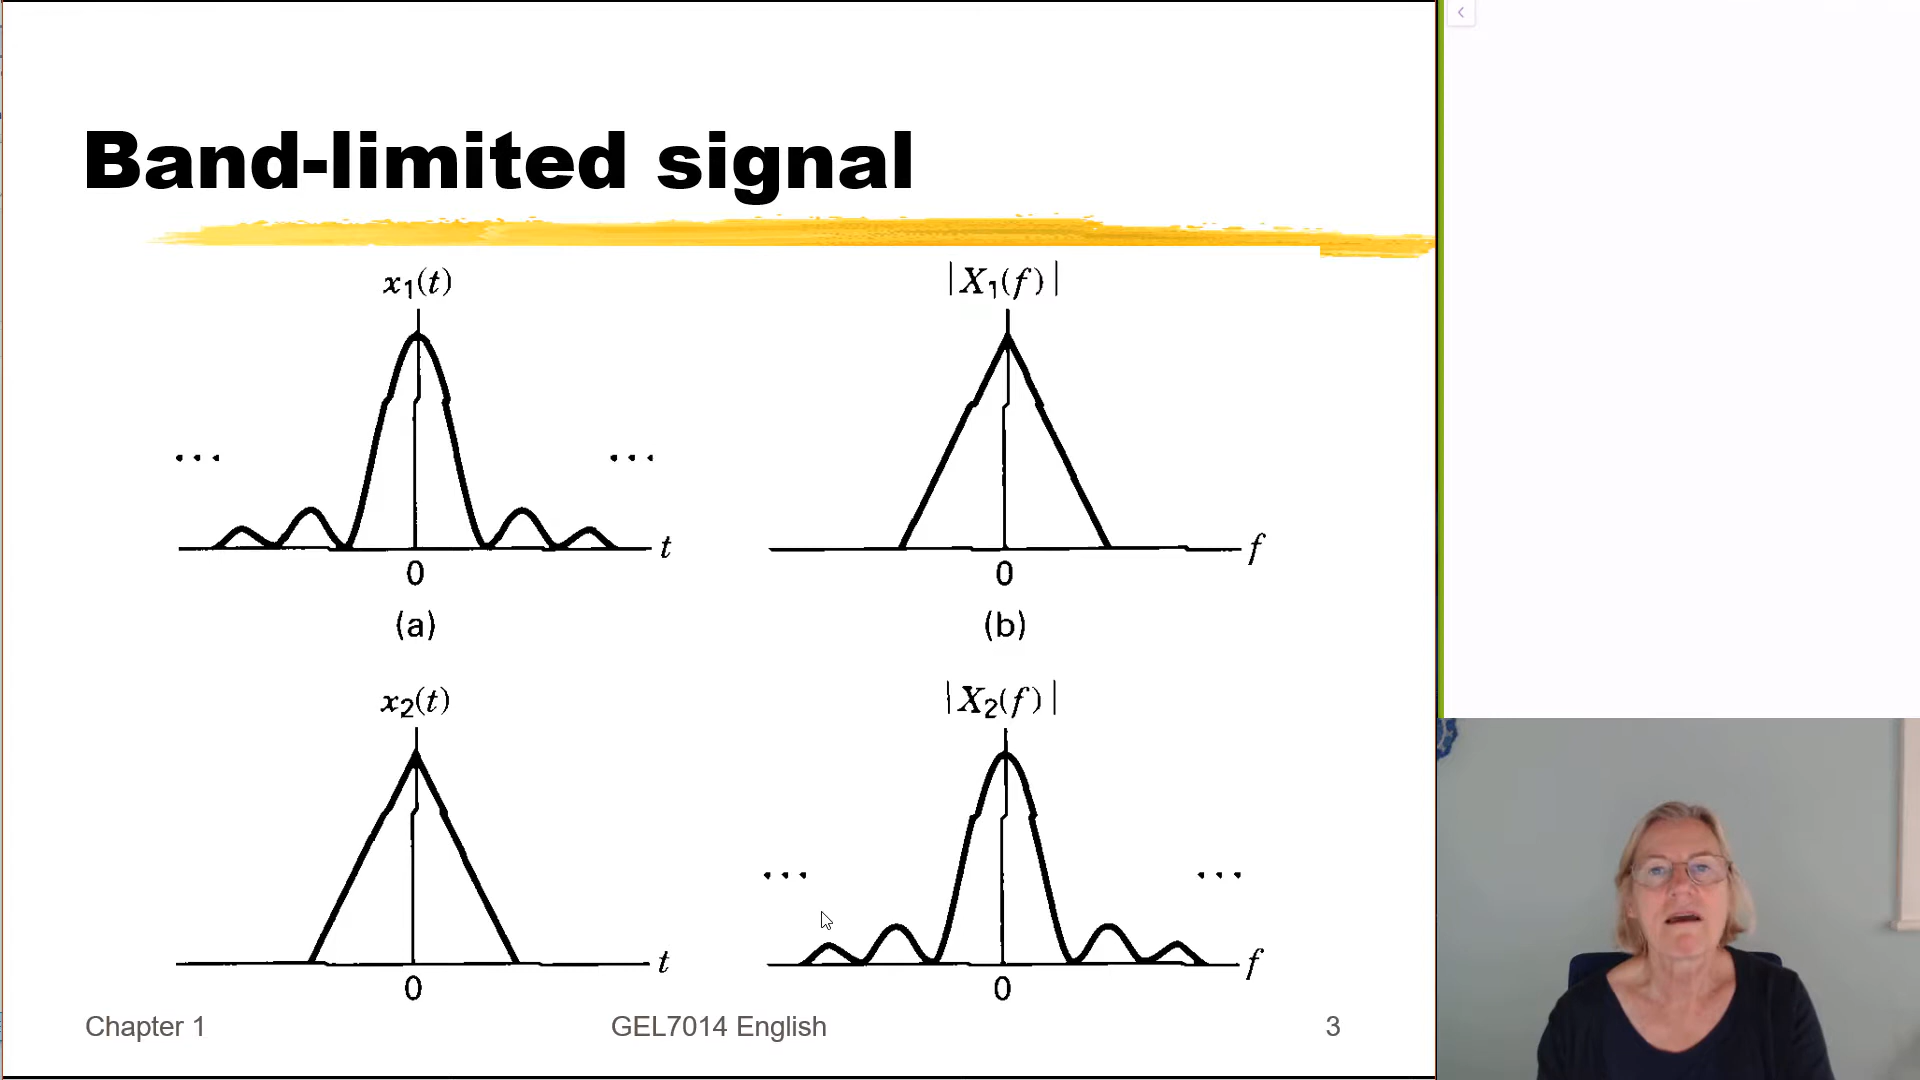 Band-limited signal
x₁(t)
|X₁(f)|
... ...
t
f
0
0
(a)
(b)
x₂(t)
|X₂(f)|
... ...
t
f
0
0
Chapter 1
GEL7014 English
3